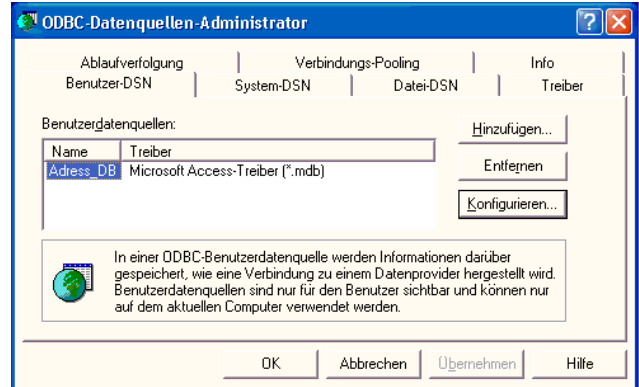 ODBC-Datenquellen-Administrator
Ablaufverfolgung Verbindungs-Pooling Info
Benutzer-DSN System-DSN Datei-DSN Treiber
Benutzerdatenquellen:
Name Treiber
Adress_DB Microsoft Access-Treiber (*.mdb)
Hinzufügen...
Entfernen
Konfigurieren...
In einer ODBC-Benutzerdatenquelle werden Informationen darüber
gespeichert, wie eine Verbindung zu einem Datenprovider hergestellt wird.
Benutzerdatenquellen sind nur für den Benutzer sichtbar und können nur
auf dem aktuellen Computer verwendet werden.
OK Abbrechen Übernehmen Hilfe